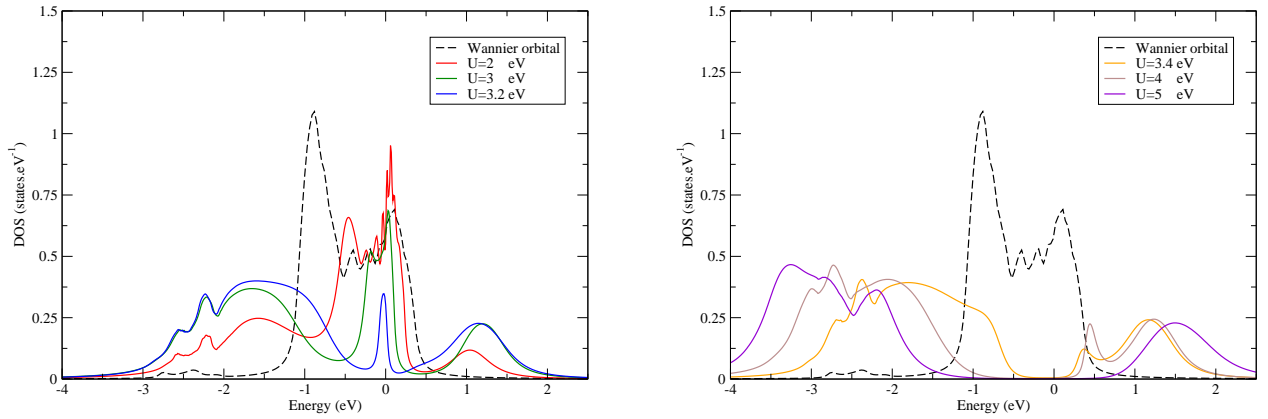 1.5
1.25
1
0.75
0.5
0.25
0
-4 -3 -2 -1 0 1 2
Energy (eV)
DOS (states.eV-1)
Wannier orbital
U=2 eV
U=3 eV
U=3.2 eV
1.5
1.25
1
0.75
0.5
0.25
0
-4 -3 -2 -1 0 1 2
Energy (eV)
DOS (states.eV-1)
Wannier orbital
U=3.4 eV
U=4 eV
U=5 eV